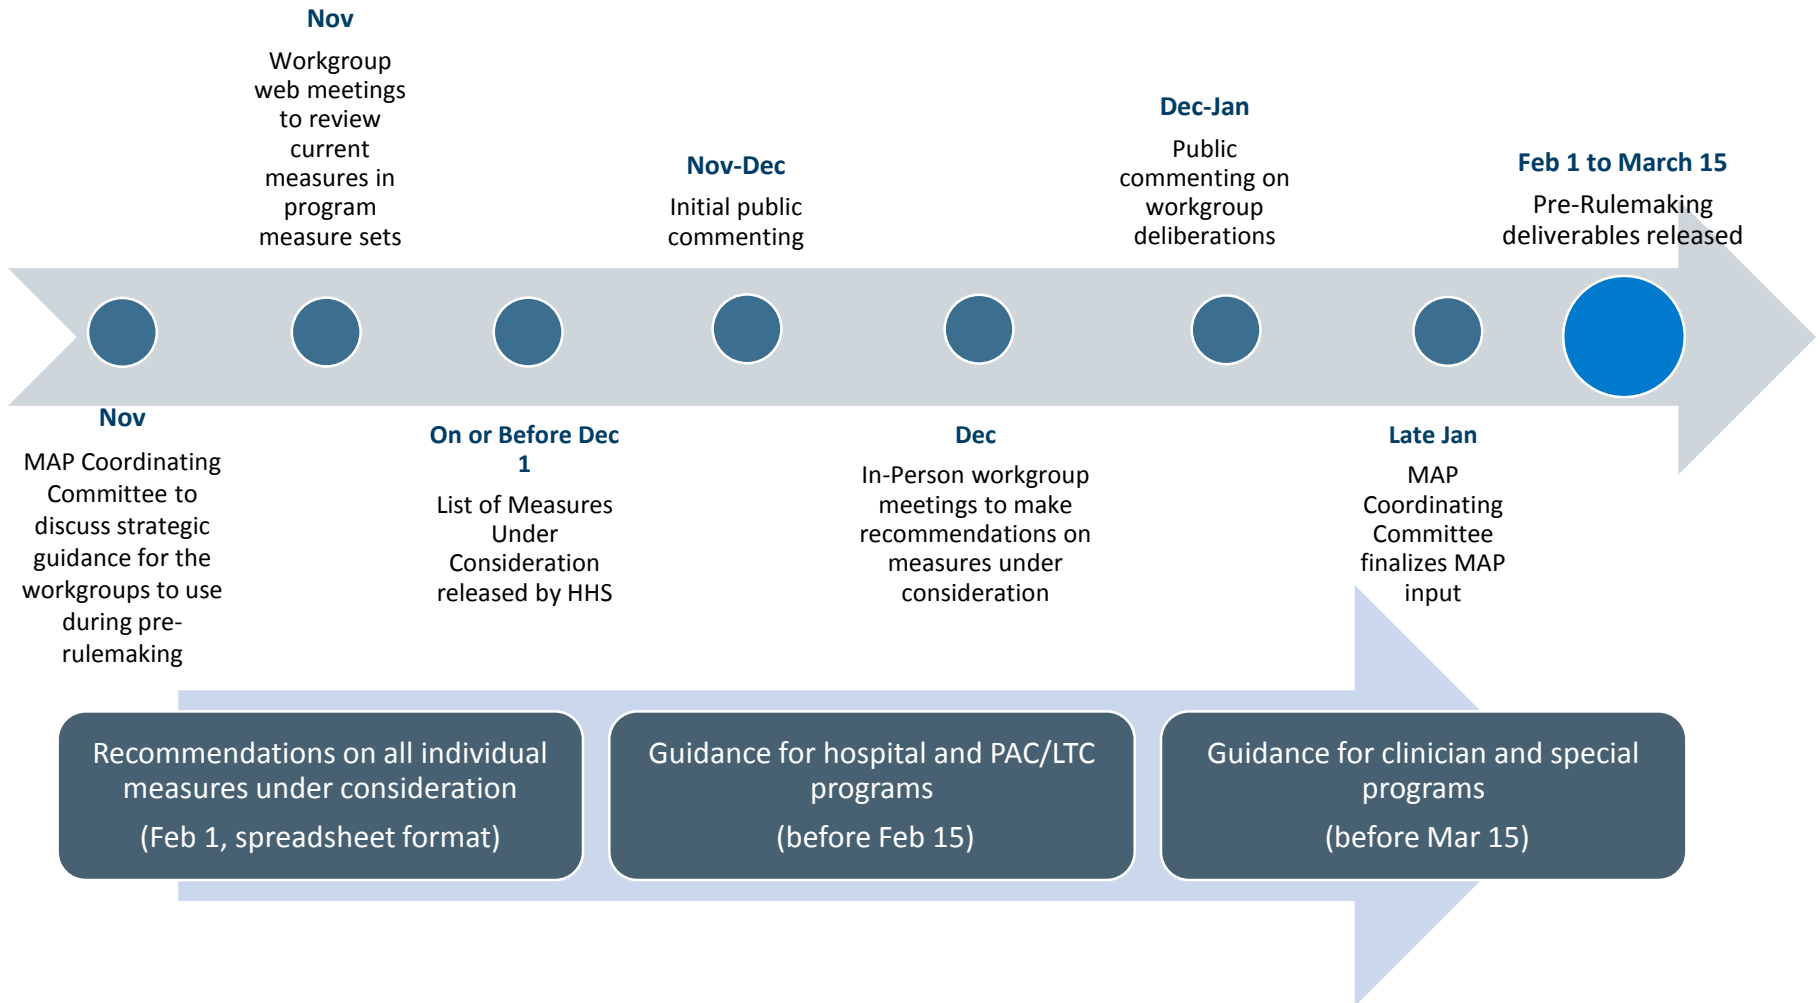 Nov
Workgroup
web meetings
to review
current
measures in
program
measure sets
Nov-Dec
Initial public
commenting
Dec-Jan
Public
commenting on
workgroup
deliberations
Feb 1 to March 15
Pre-Rulemaking
deliverables released
Nov
MAP Coordinating
Committee to
discuss strategic
guidance for the
workgroups to use
during pre-
rulemaking
On or Before Dec
1
List of Measures
Under
Consideration
released by HHS
Dec
In-Person workgroup
meetings to make
recommendations on
measures under
consideration
Late Jan
MAP
Coordinating
Committee
finalizes MAP
input
Recommendations on all individual
measures under consideration
(Feb 1, spreadsheet format)
Guidance for hospital and PAC/LTC
programs
(before Feb 15)
Guidance for clinician and special
programs
(before Mar 15)